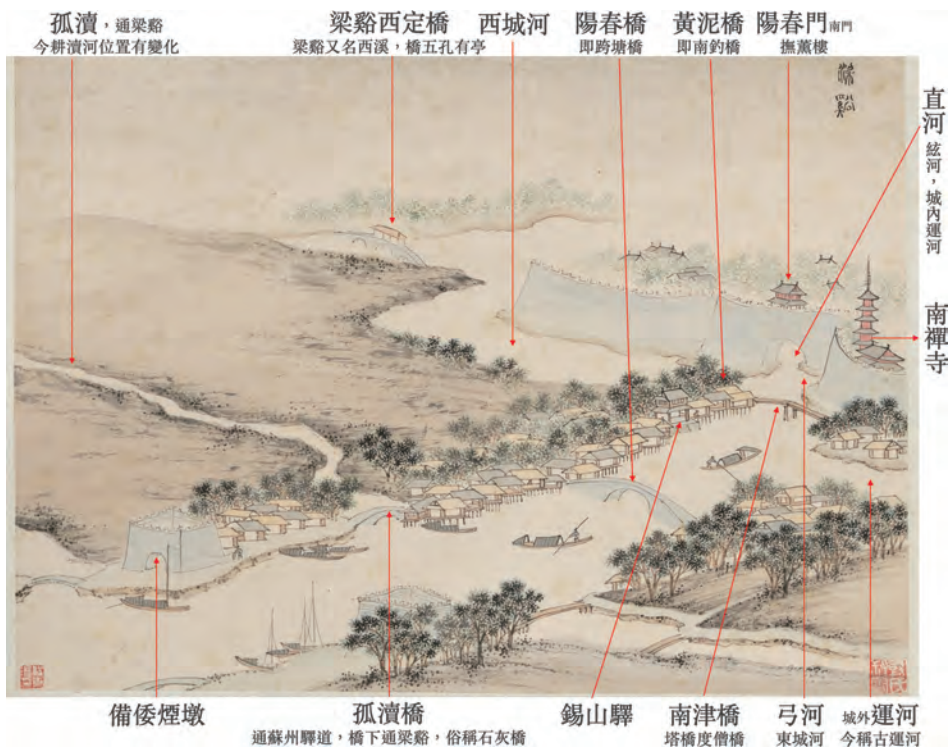 孤瀆，通梁谿
今耕瀆河位置有變化
梁谿西定橋
梁谿又名西溪，橋五孔有亭
西城河
陽春橋
即跨塘橋
黃泥橋
即南釣橋
陽春門南門
撫薰樓
直河
絃河，城內運河
南禪寺
備倭煙墩
孤瀆橋
通蘇州驛道，橋下通梁谿，俗稱石灰橋
錫山驛
南津橋
塔橋度僧橋
弓河
東城河
城外運河
今稱古運河